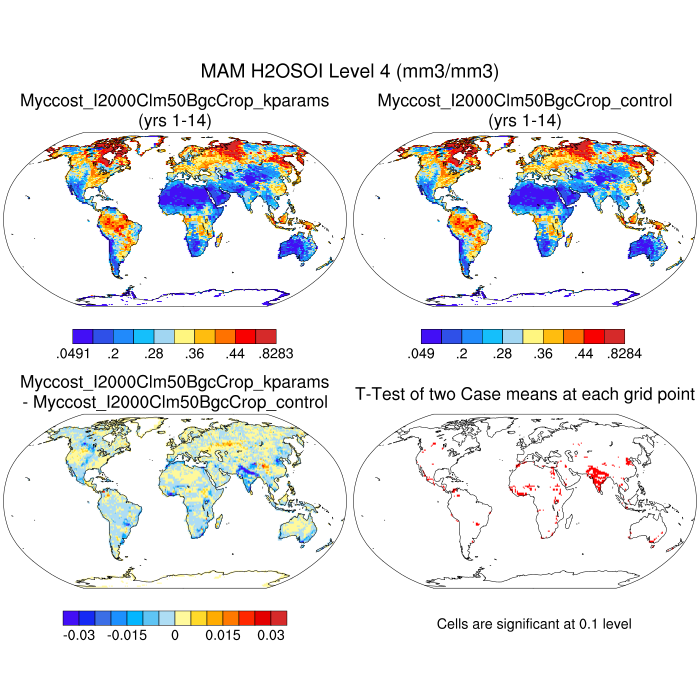 MAM H2OSOI Level 4 (mm3/mm3)
Myccost_I2000Clm50BgcCrop_kparams
(yrs 1-14)
Myccost_I2000Clm50BgcCrop_control
(yrs 1-14)
.0491 .2 .28 .36 .44 .8283
.049 .2 .28 .36 .44 .8284
Myccost_I2000Clm50BgcCrop_kparams
- Myccost_I2000Clm50BgcCrop_control
T-Test of two Case means at each grid point
-0.03 -0.015 0 0.015 0.03
Cells are significant at 0.1 level